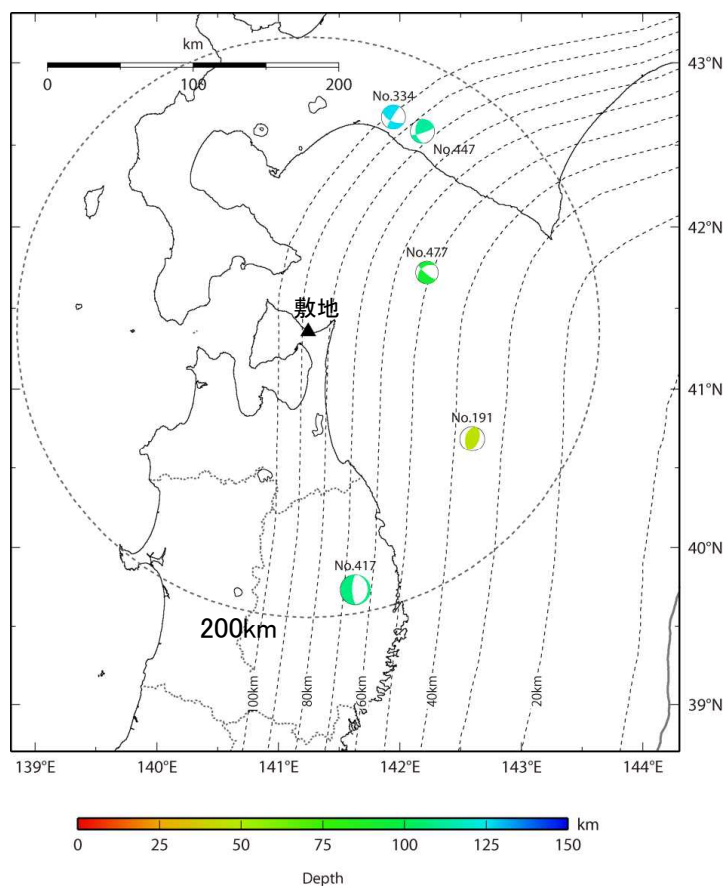 km
0
100
200
43°N
No.334
No.447
42°N
No.477
敷地
41°N
No.191
40°N
No.417
200km
100km
80km
60km
40km
20km
39°N
139°E
140°E
141°E
142°E
143°E
144°E
km
0
25
50
75
100
125
150
Depth